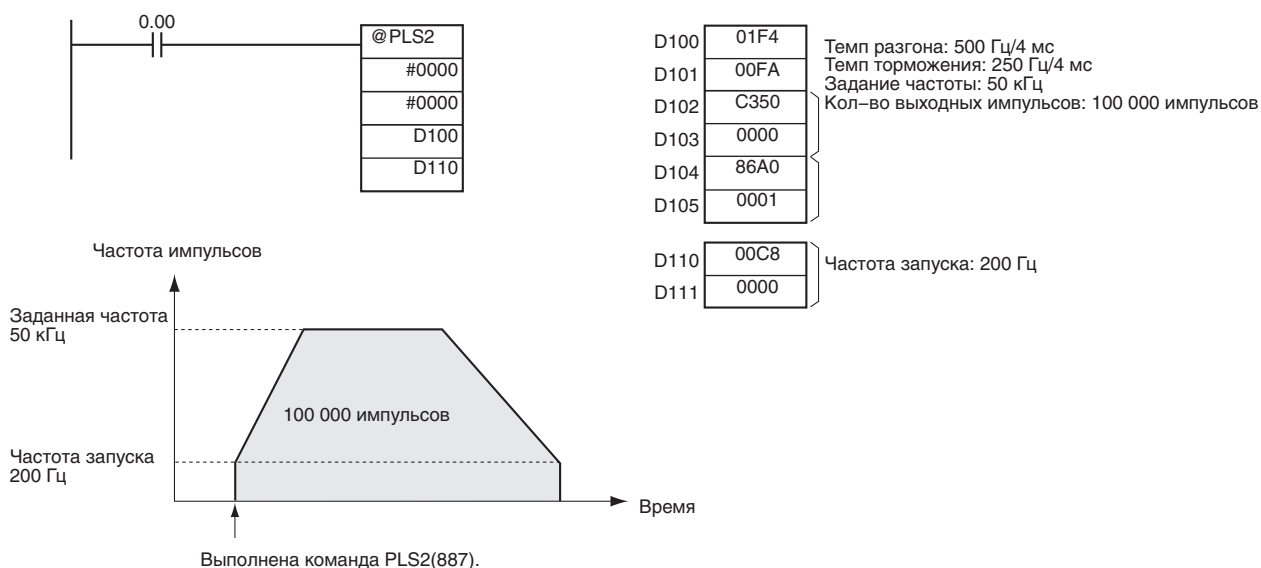 0.00
@PLS2
#0000
#0000
D100
D110
D100 01F4
D101 00FA
D102 C350
D103 0000
D104 86A0
D105 0001
Темп разгона: 500 Гц/4 мс
Темп торможения: 250 Гц/4 мс
Задание частоты: 50 кГц
Кол–во выходных импульсов: 100 000 импульсов
D110 00C8
D111 0000
Частота запуска: 200 Гц
Частота импульсов
Заданная частота
50 кГц
100 000 импульсов
Частота запуска
200 Гц
Время
Выполнена команда PLS2(887).